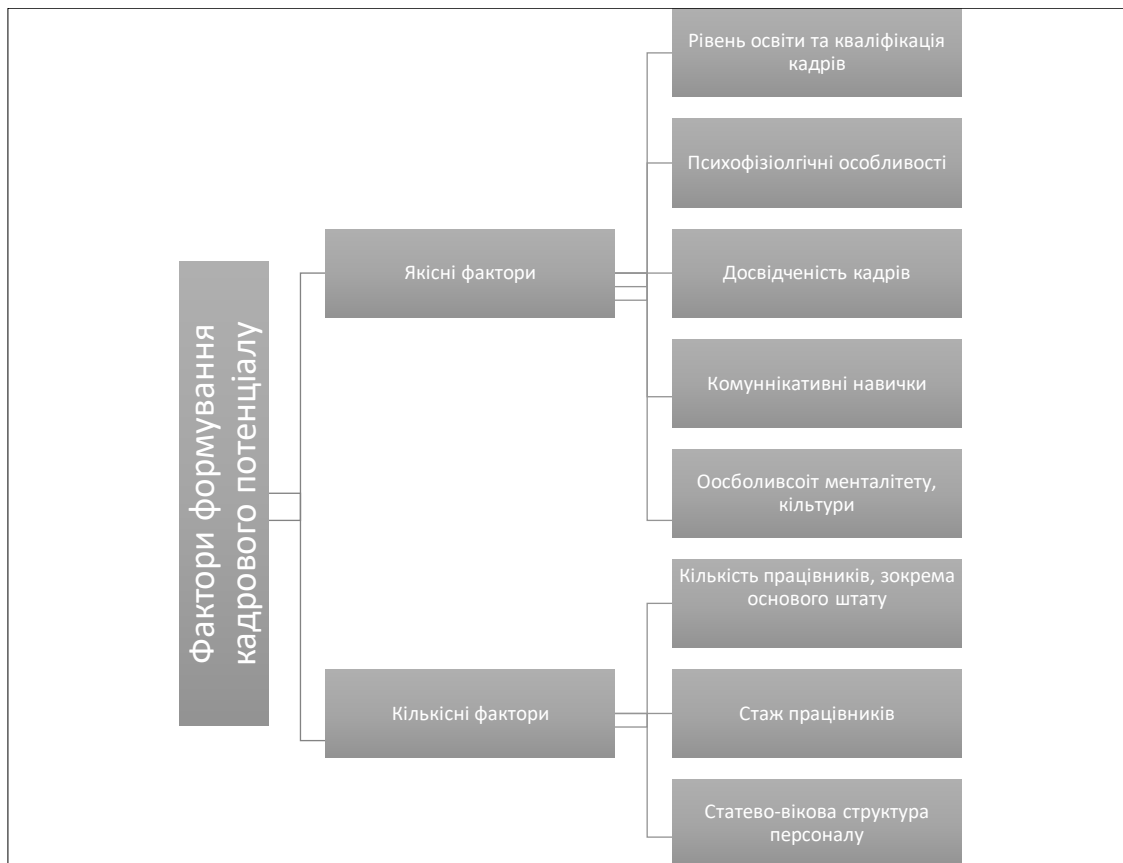 Фактори формування
кадрового потенціалу
Якісні фактори
Рівень освіти та кваліфікація
кадрів
Психофізіолгічні особливості
Досвідченість кадрів
Комуннікативні навички
Оосболивсоіт менталітету,
кільтури
Кількісні фактори
Кількість працівників, зокрема
основого штату
Стаж працівників
Статево-вікова структура
персоналу